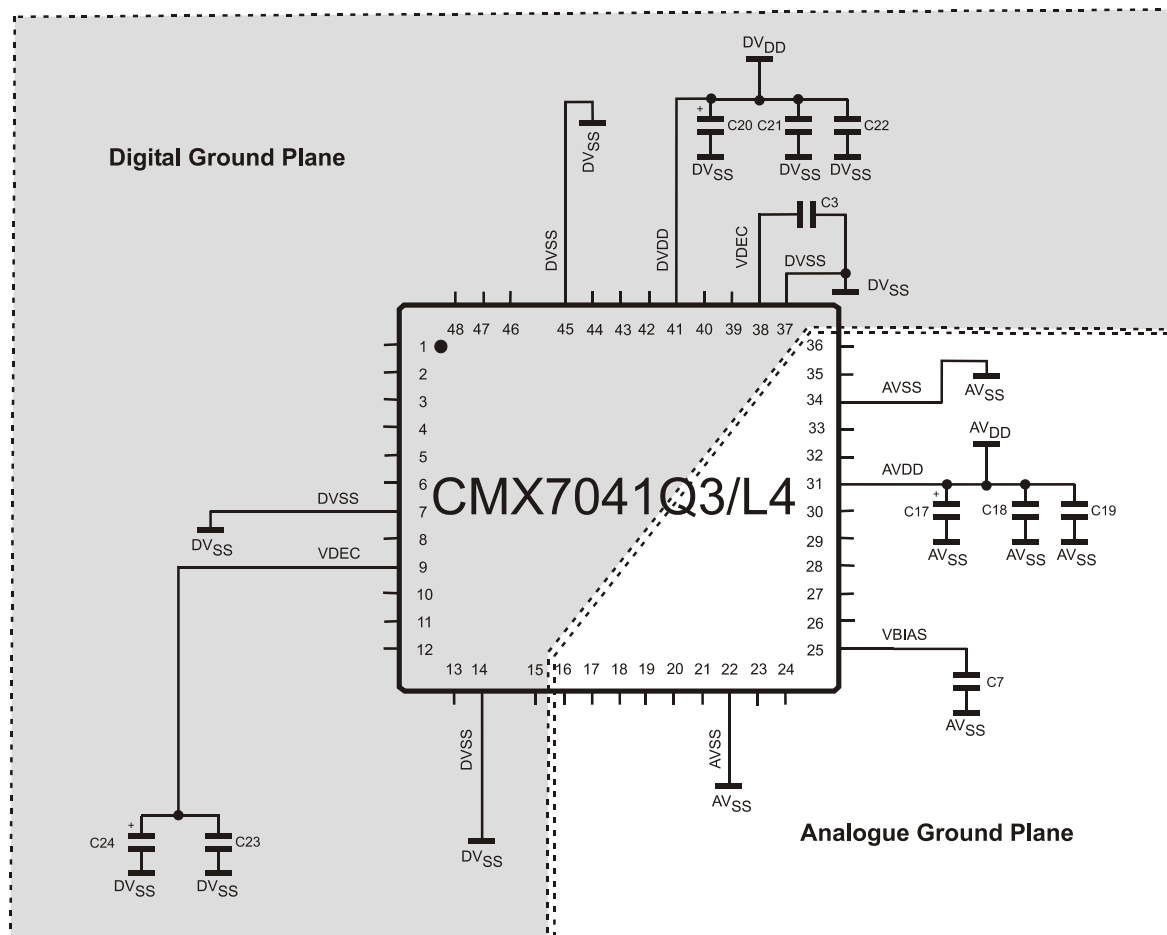 DVDD
C20
+
C21
C22
DVSS
DVSS
DVSS
DVSS
Digital Ground Plane
C3
DVSS
DVDD
VDEC
DVSS
DVSS
48 47 46 45 44 43 42 41 40 39 38 37
1
2
3
4
5
6
7
8
9
10
11
12
36
35
34
33
32
31
30
29
28
27
26
25
CMX7041Q3/L4
13 14 15 16 17 18 19 20 21 22 23 24
DVSS
DVSS
VDEC
AVSS
AVSS
AVDD
AVDD
+
C17
C18
C19
AVSS
AVSS
AVSS
VBIAS
C7
AVSS
DVSS
DVSS
AVSS
AVSS
Analogue Ground Plane
+
C24
C23
DVSS
DVSS